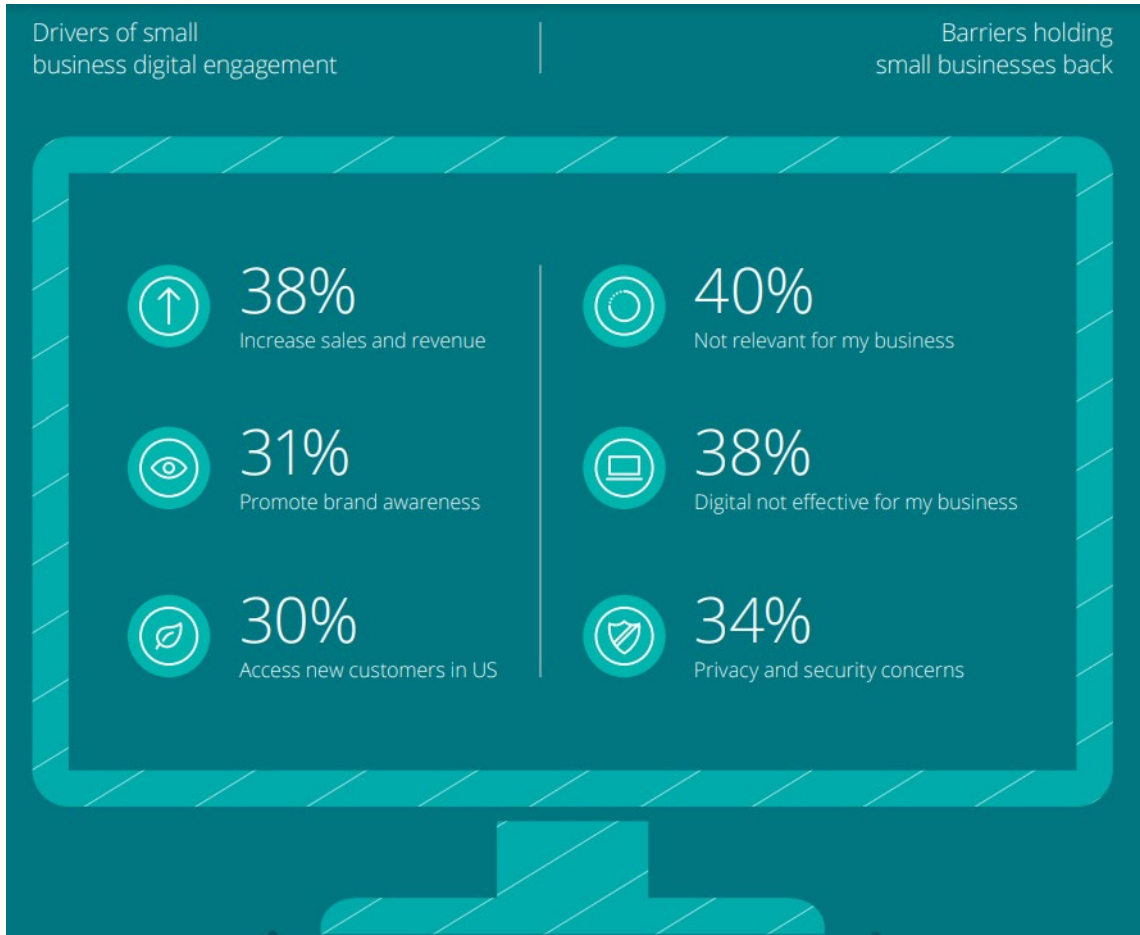 Drivers of small
business digital engagement
Barriers holding
small businesses back
38%
Increase sales and revenue
31%
Promote brand awareness
30%
Access new customers in US
40%
Not relevant for my business
38%
Digital not effective for my business
34%
Privacy and security concerns